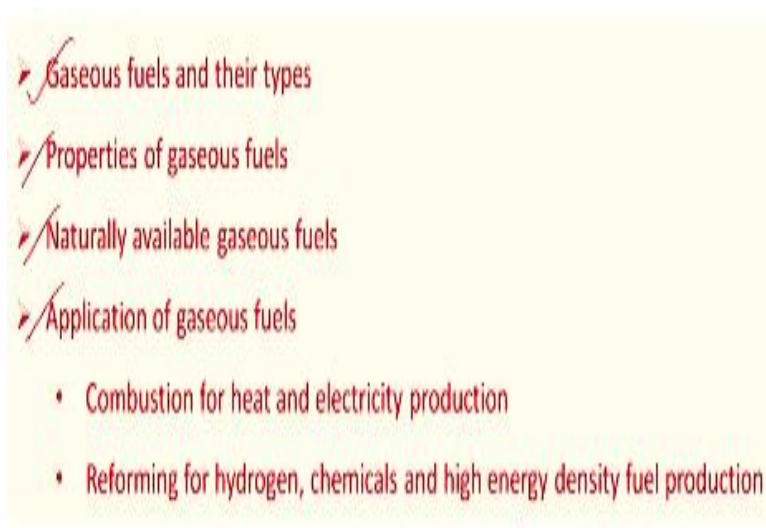 ➤ Gaseous fuels and their types
➤ Properties of gaseous fuels
➤ Naturally available gaseous fuels
➤ Application of gaseous fuels
• Combustion for heat and electricity production
• Reforming for hydrogen, chemicals and high energy density fuel production